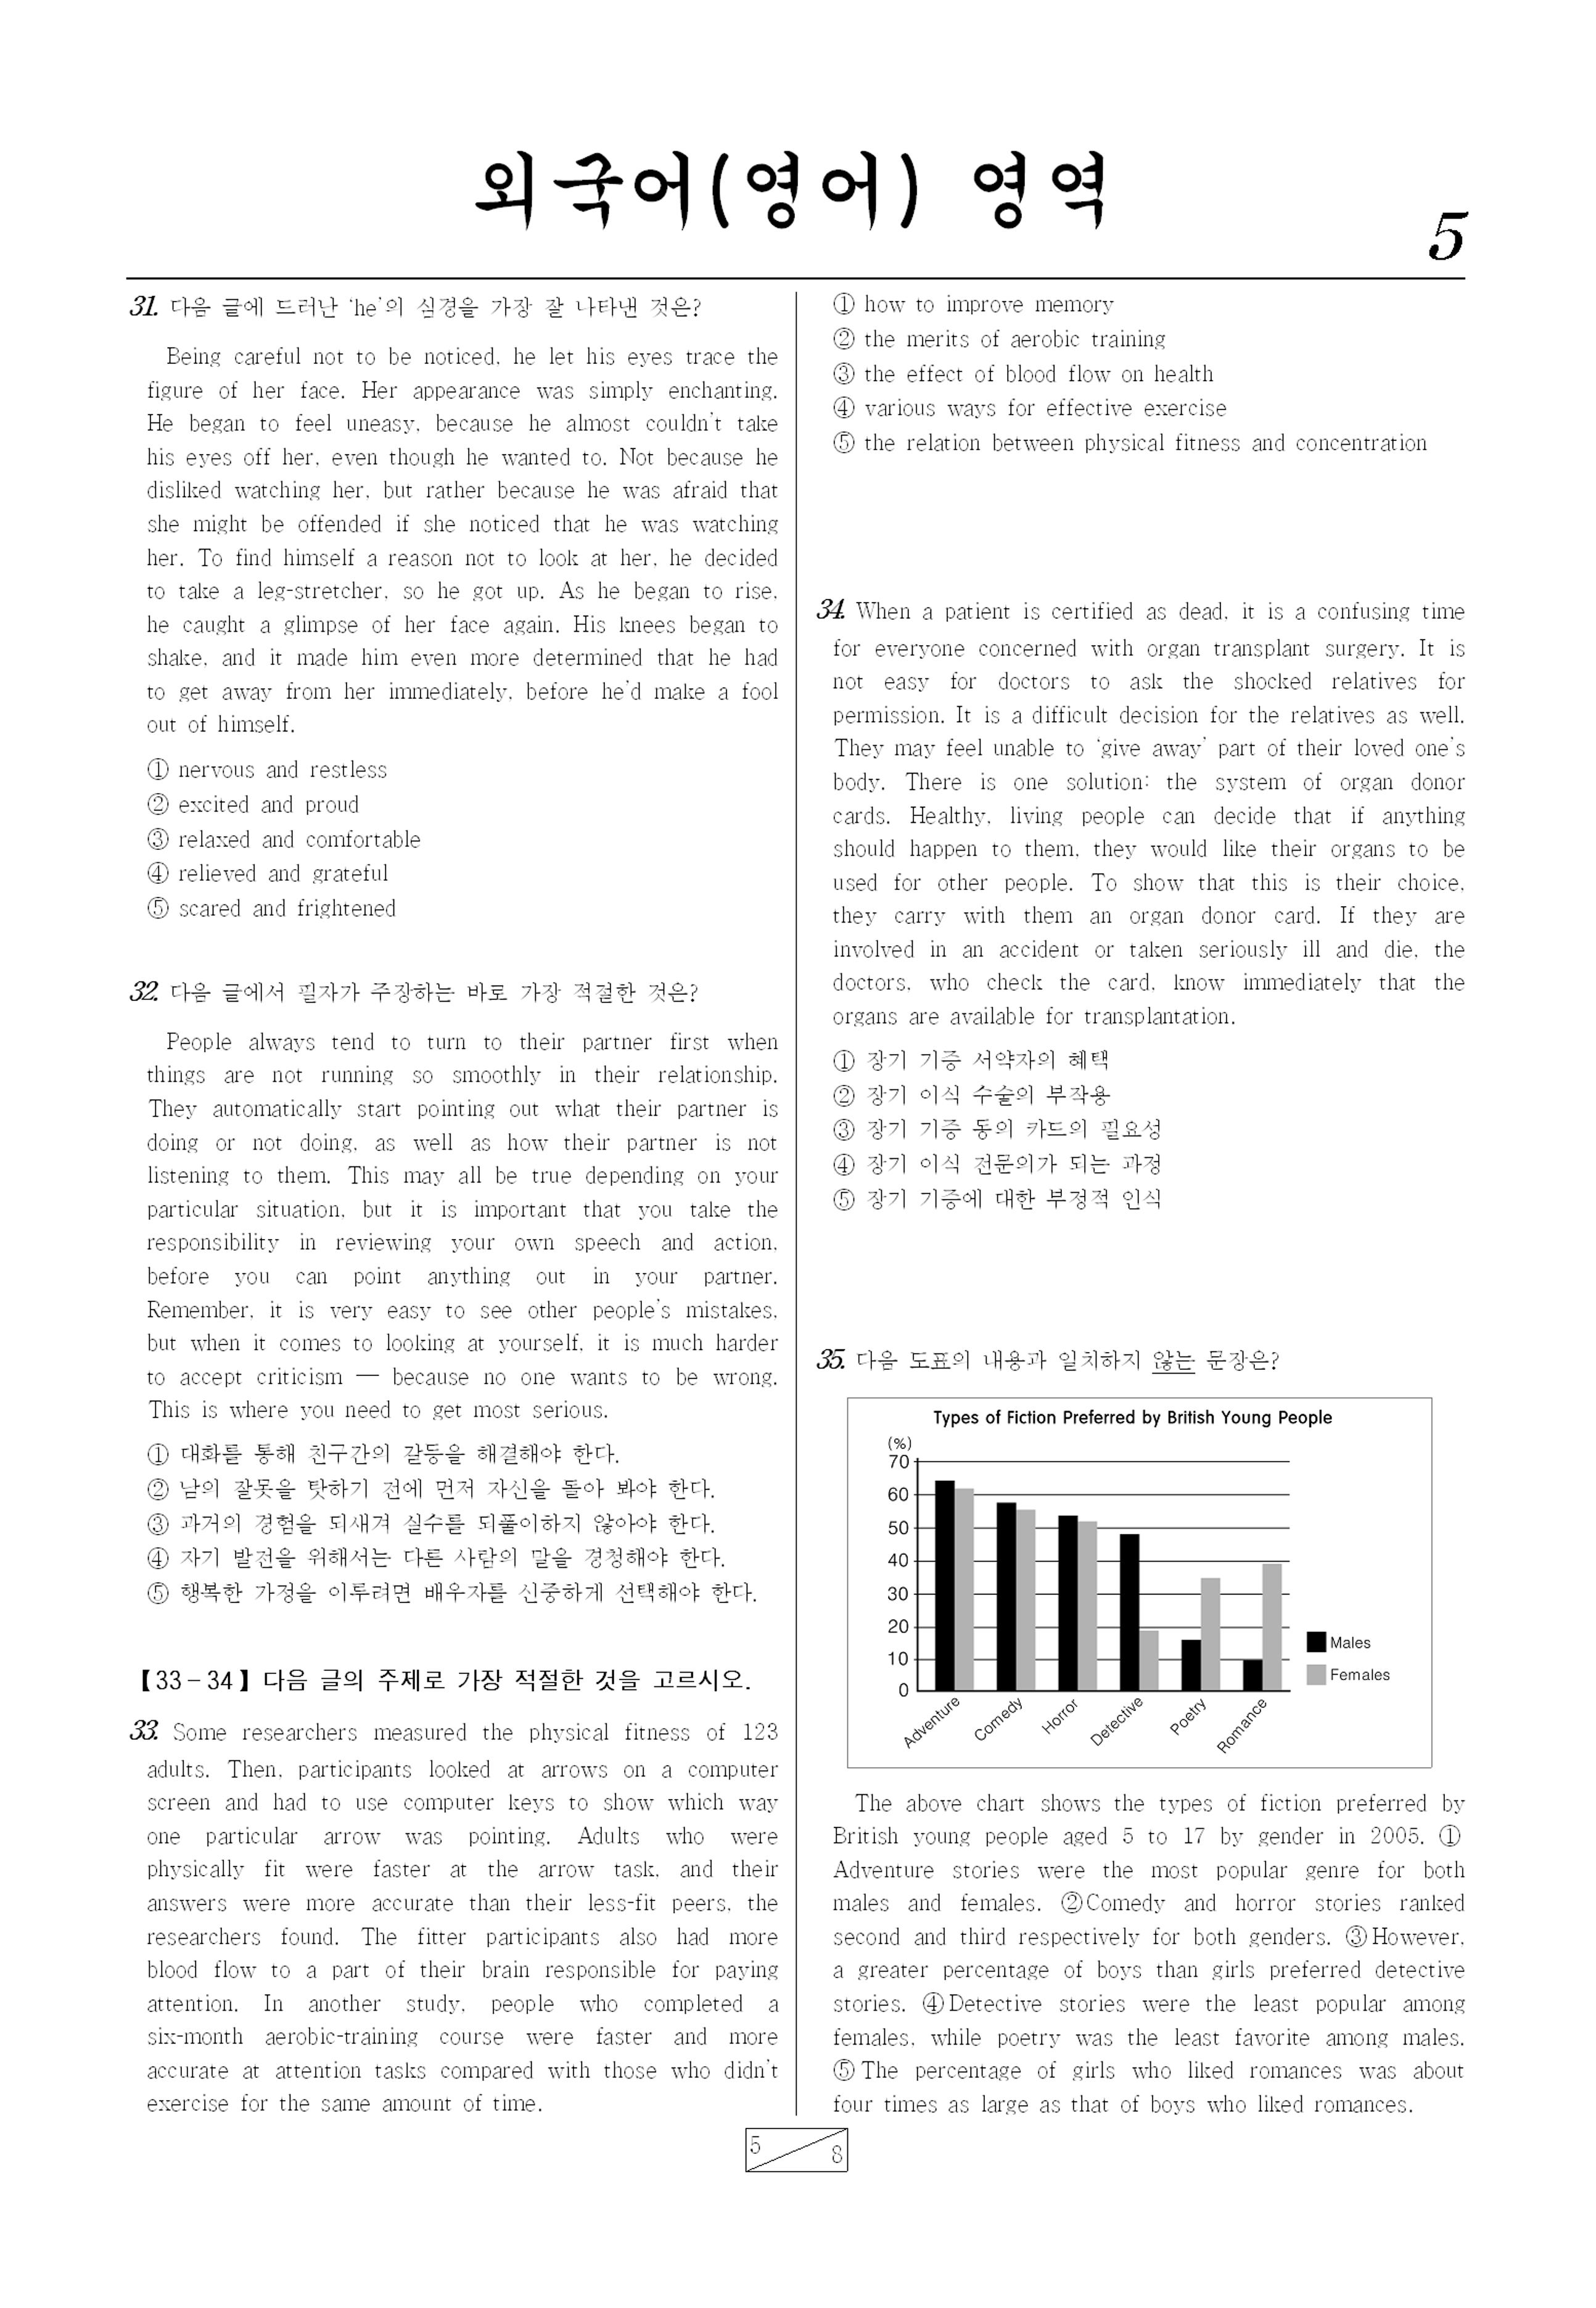 외국어(영어) 영역
5
31. 다음 글에 드러난 ‘he’의 심경을 가장 잘 나타낸 것은?
Being careful not to be noticed, he let his eyes trace the
figure of her face. Her appearance was simply enchanting.
He began to feel uneasy, because he almost couldn’t take
his eyes off her, even though he wanted to. Not because he
disliked watching her, but rather because he was afraid that
she might be offended if she noticed that he was watching
her. To find himself a reason not to look at her, he decided
to take a leg-stretcher, so he got up. As he began to rise,
he caught a glimpse of her face again. His knees began to
shake, and it made him even more determined that he had
to get away from her immediately, before he’d make a fool
out of himself.
① nervous and restless
② excited and proud
③ relaxed and comfortable
④ relieved and grateful
⑤ scared and frightened
32. 다음 글에서 필자가 주장하는 바로 가장 적절한 것은?
People always tend to turn to their partner first when
things are not running so smoothly in their relationship.
They automatically start pointing out what their partner is
doing or not doing, as well as how their partner is not
listening to them. This may all be true depending on your
particular situation, but it is important that you take the
responsibility in reviewing your own speech and action,
before you can point anything out in your partner.
Remember, it is very easy to see other people’s mistakes,
but when it comes to looking at yourself, it is much harder
to accept criticism — because no one wants to be wrong.
This is where you need to get most serious.
① 대화를 통해 친구간의 갈등을 해결해야 한다.
② 남의 잘못을 탓하기 전에 먼저 자신을 돌아 봐야 한다.
③ 과거의 경험을 되새겨 실수를 되풀이하지 않아야 한다.
④ 자기 발전을 위해서는 다른 사람의 말을 경청해야 한다.
⑤ 행복한 가정을 이루려면 배우자를 신중하게 선택해야 한다.
【33-34】 다음 글의 주제로 가장 적절한 것을 고르시오.
33. Some researchers measured the physical fitness of 123
adults. Then, participants looked at arrows on a computer
screen and had to use computer keys to show which way
one particular arrow was pointing. Adults who were
physically fit were faster at the arrow task, and their
answers were more accurate than their less-fit peers, the
researchers found. The fitter participants also had more
blood flow to a part of their brain responsible for paying
attention. In another study, people who completed a
six-month aerobic-training course were faster and more
accurate at attention tasks compared with those who didn’t
exercise for the same amount of time.
① how to improve memory
② the merits of aerobic training
③ the effect of blood flow on health
④ various ways for effective exercise
⑤ the relation between physical fitness and concentration
34. When a patient is certified as dead, it is a confusing time
for everyone concerned with organ transplant surgery. It is
not easy for doctors to ask the shocked relatives for
permission. It is a difficult decision for the relatives as well.
They may feel unable to ‘give away’ part of their loved one’s
body. There is one solution: the system of organ donor
cards. Healthy, living people can decide that if anything
should happen to them, they would like their organs to be
used for other people. To show that this is their choice,
they carry with them an organ donor card. If they are
involved in an accident or taken seriously ill and die, the
doctors, who check the card, know immediately that the
organs are available for transplantation.
① 장기 기증 서약자의 혜택
② 장기 이식 수술의 부작용
③ 장기 기증 동의 카드의 필요성
④ 장기 이식 전문의가 되는 과정
⑤ 장기 기증에 대한 부정적 인식
35. 다음 도표의 내용과 일치하지 않는 문장은?
Types of Fiction Preferred by British Young People
(%)
70
60
50
40
30
20
10
0
Adventure
Comedy
Horror
Detective
Poetry
Romance
Males
Females
The above chart shows the types of fiction preferred by
British young people aged 5 to 17 by gender in 2005. ①
Adventure stories were the most popular genre for both
males and females. ②Comedy and horror stories ranked
second and third respectively for both genders. ③However,
a greater percentage of boys than girls preferred detective
stories. ④Detective stories were the least popular among
females, while poetry was the least favorite among males.
⑤The percentage of girls who liked romances was about
four times as large as that of boys who liked romances.
5
8